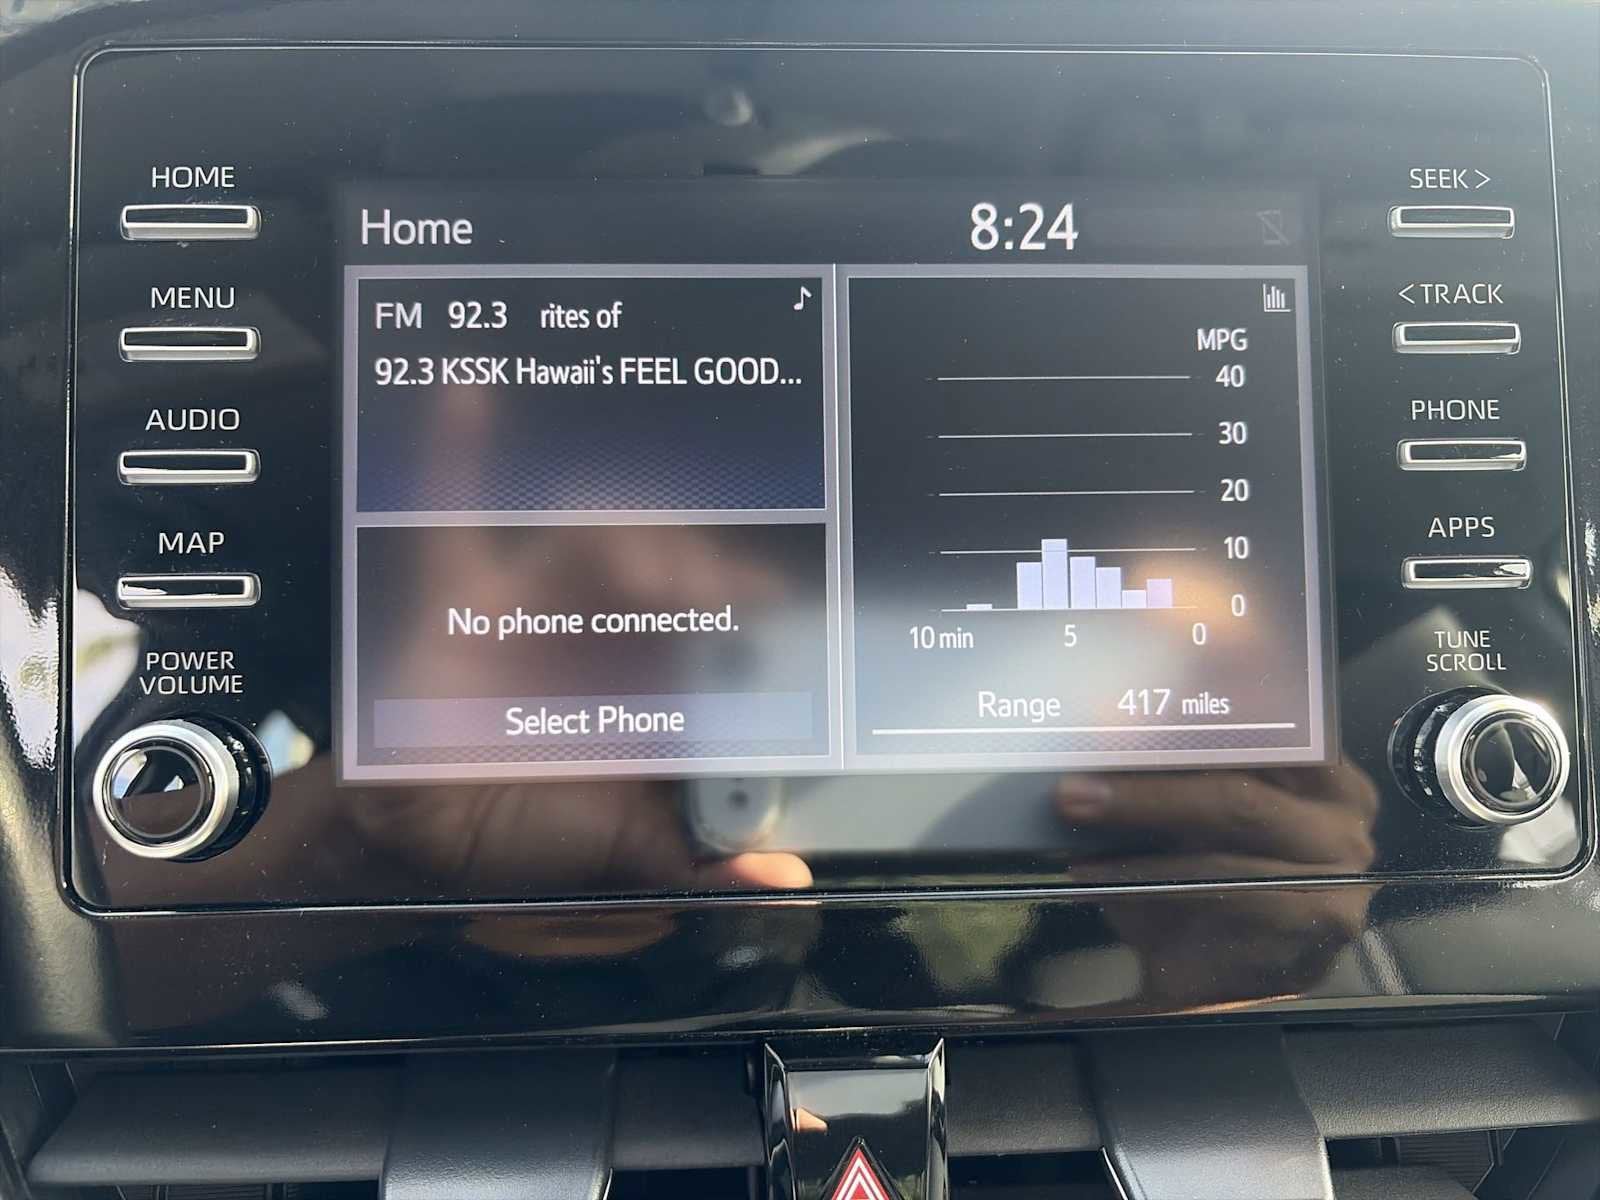 HOME
MENU
AUDIO
MAP
POWER
VOLUME
Home
8:24
FM 92.3 rites of
92.3 KSSK Hawaii's FEEL GOOD...
No phone connected.
Select Phone
MPG
40
30
20
10
0
10 min 5 0
Range 417 miles
SEEK >
< TRACK
PHONE
APPS
TUNE
SCROLL